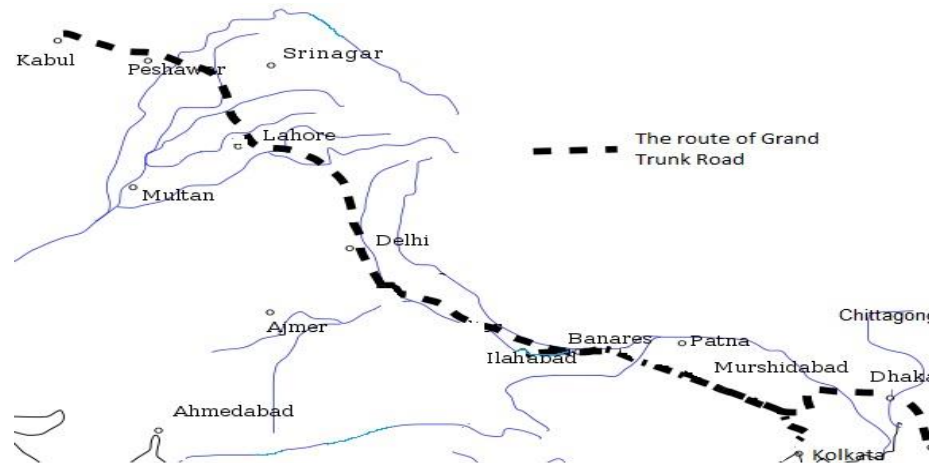 Kabul
Peshawar
Srinagar
Lahore
The route of Grand
Trunk Road
Multan
Delhi
Ajmer
Chittagong
Ilahabad
Banares
Patna
Murshidabad
Dhaka
Ahmedabad
Kolkata